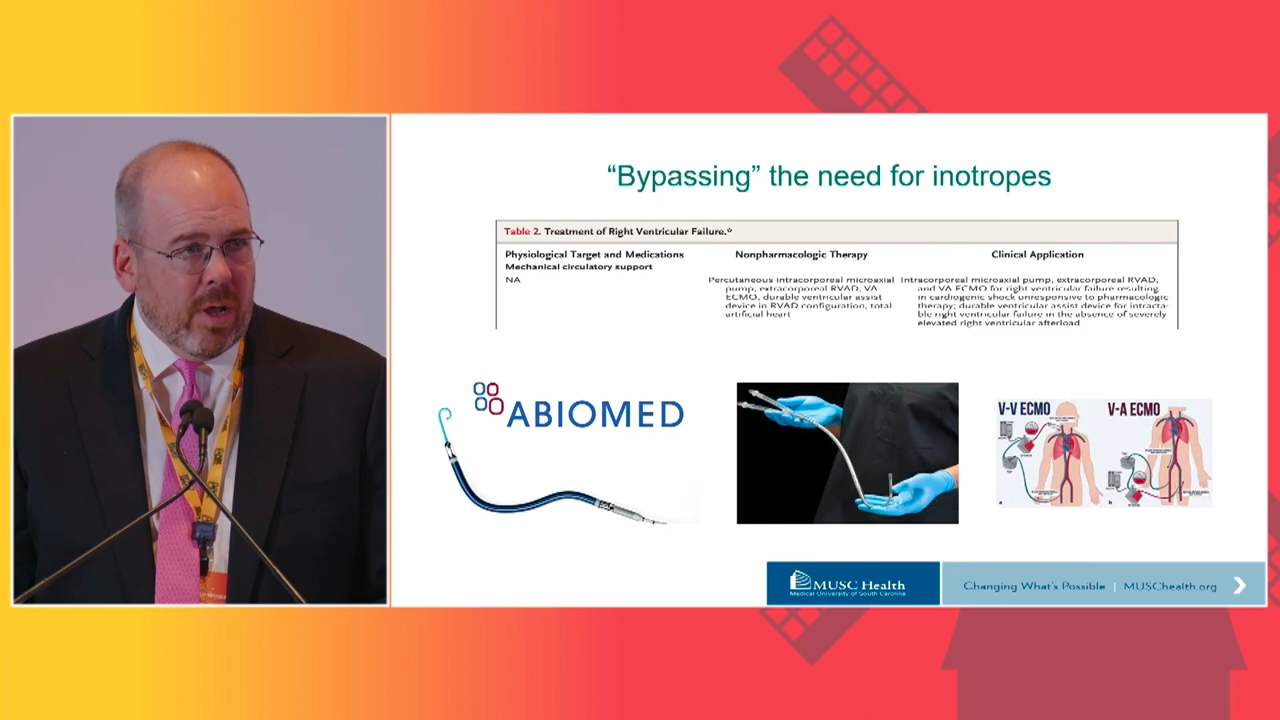 “Bypassing” the need for inotropes
Table 2. Treatment of Right Ventricular Failure.*
Physiological Target and Medications
Nonpharmacologic Therapy
Clinical Application
Mechanical circulatory support
NA
Percutaneous intracorporeal microaxial
pump, extracorporeal RVAD, VA
ECMO, durable ventricular assist
device in RVAD configuration, total
artificial heart
Intracorporeal microaxial pump, extracorporeal RVAD,
and VA ECMO for right ventricular failure resulting
in cardiogenic shock unresponsive to pharmacologic
therapy; durable ventricular assist device for intracta-
ble right ventricular failure in the absence of severely
elevated right ventricular afterload
ABIOMED
V-V ECMO
V-A ECMO
a
b
MUSC Health
Medical University of South Carolina
Changing What's Possible | MUSChealth.org